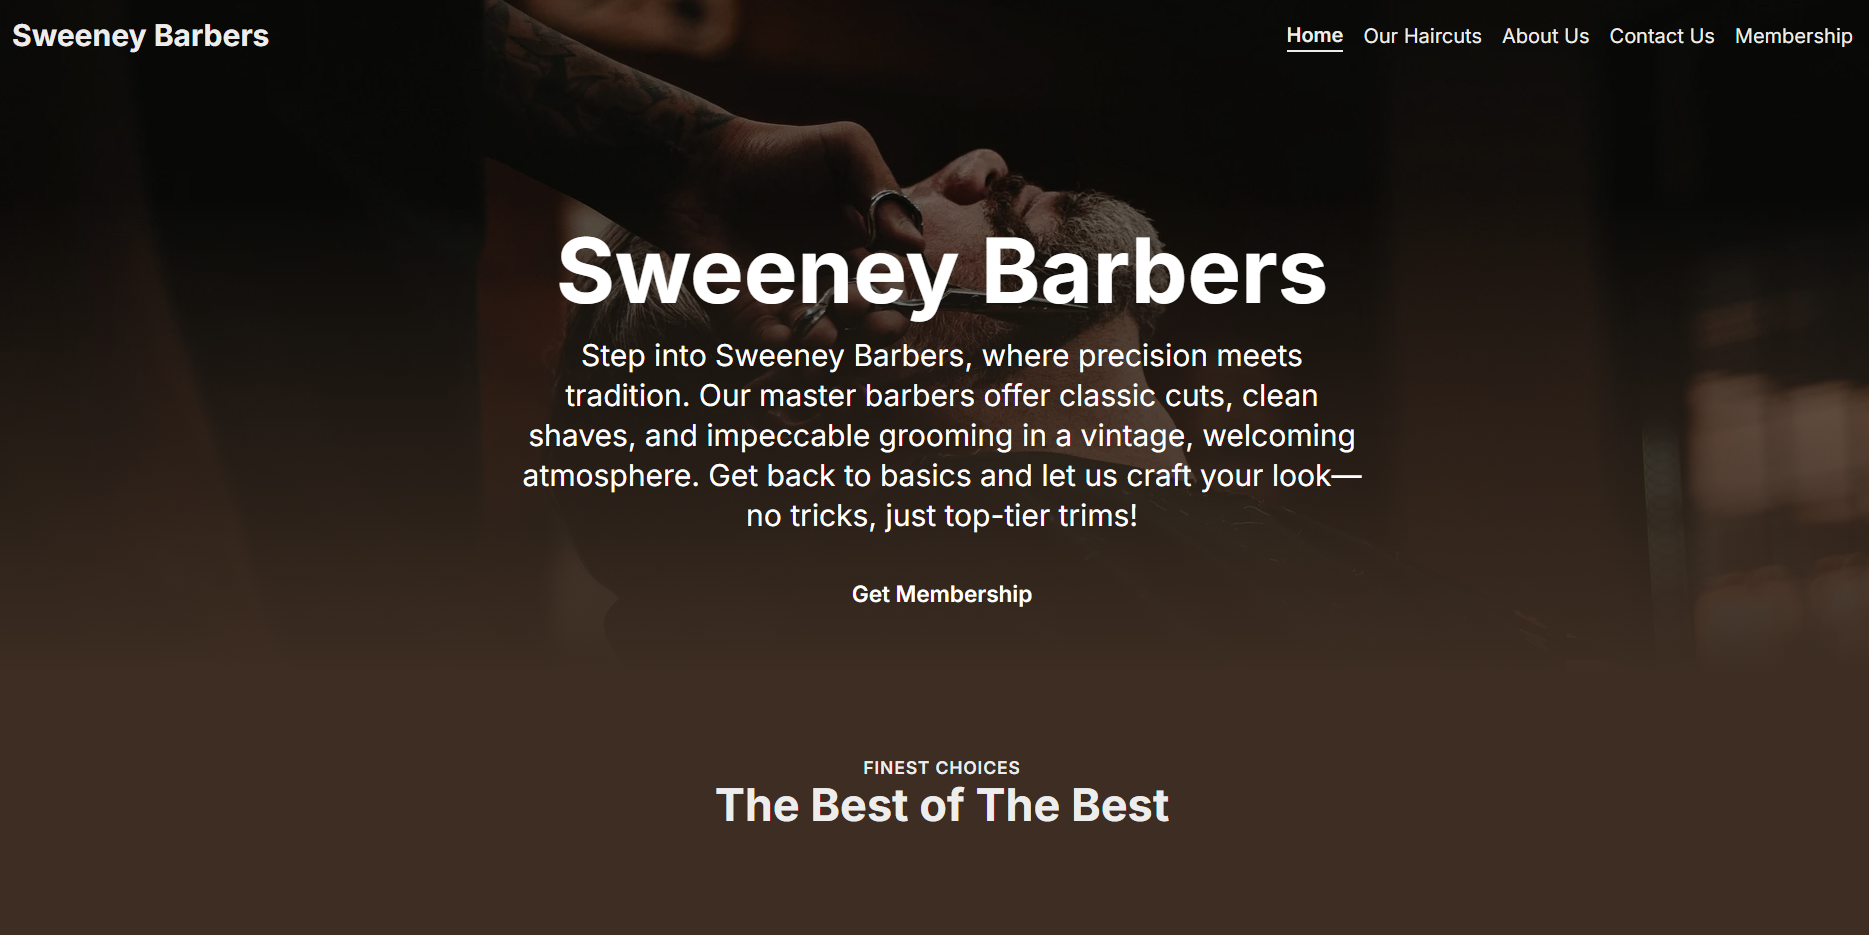 Sweeney Barbers
Home Our Haircuts About Us Contact Us Membership
Sweeney Barbers
Step into Sweeney Barbers, where precision meets
tradition. Our master barbers offer classic cuts, clean
shaves, and impeccable grooming in a vintage, welcoming
atmosphere. Get back to basics and let us craft your look—
no tricks, just top-tier trims!
Get Membership
FINEST CHOICES
The Best of The Best